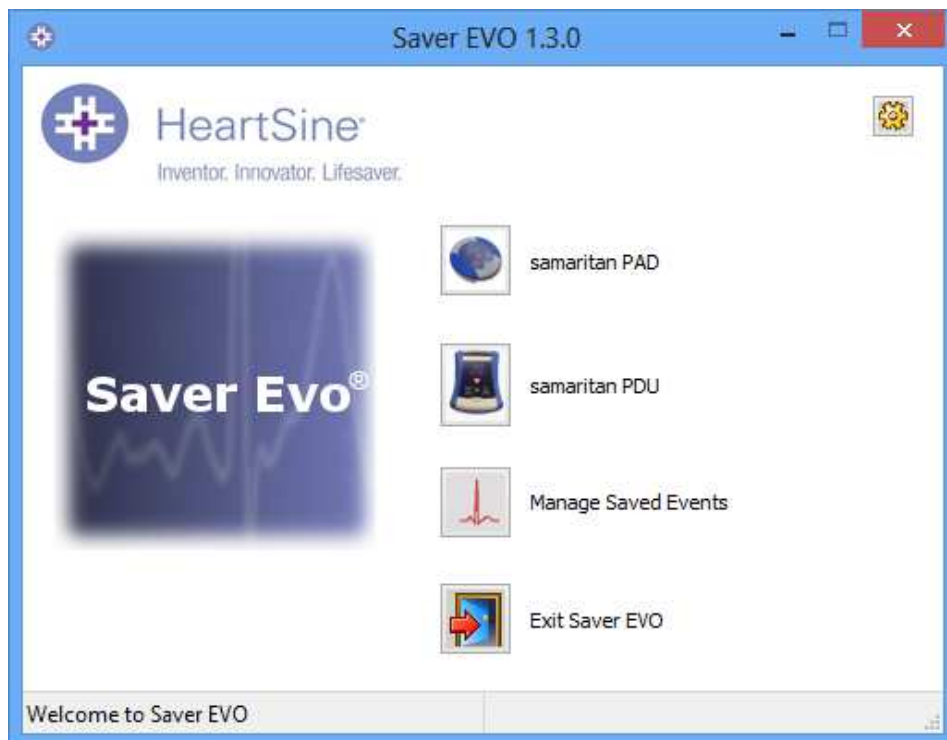 Saver EVO 1.3.0
HeartSine®
Inventor. Innovator. Lifesaver.
Saver Evo®
samaritan PAD
samaritan PDU
Manage Saved Events
Exit Saver EVO
Welcome to Saver EVO